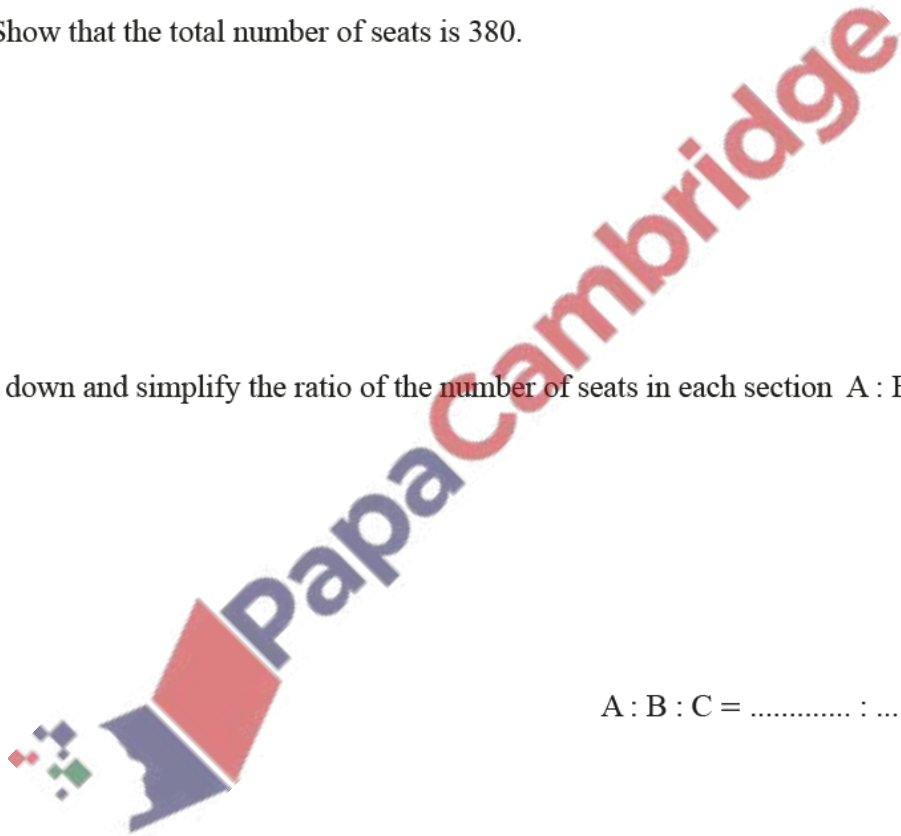 Show that the total number of seats is 380.
down and simplify the ratio of the number of seats in each section A :
A : B : C = ............. : ...
PapaCambridge